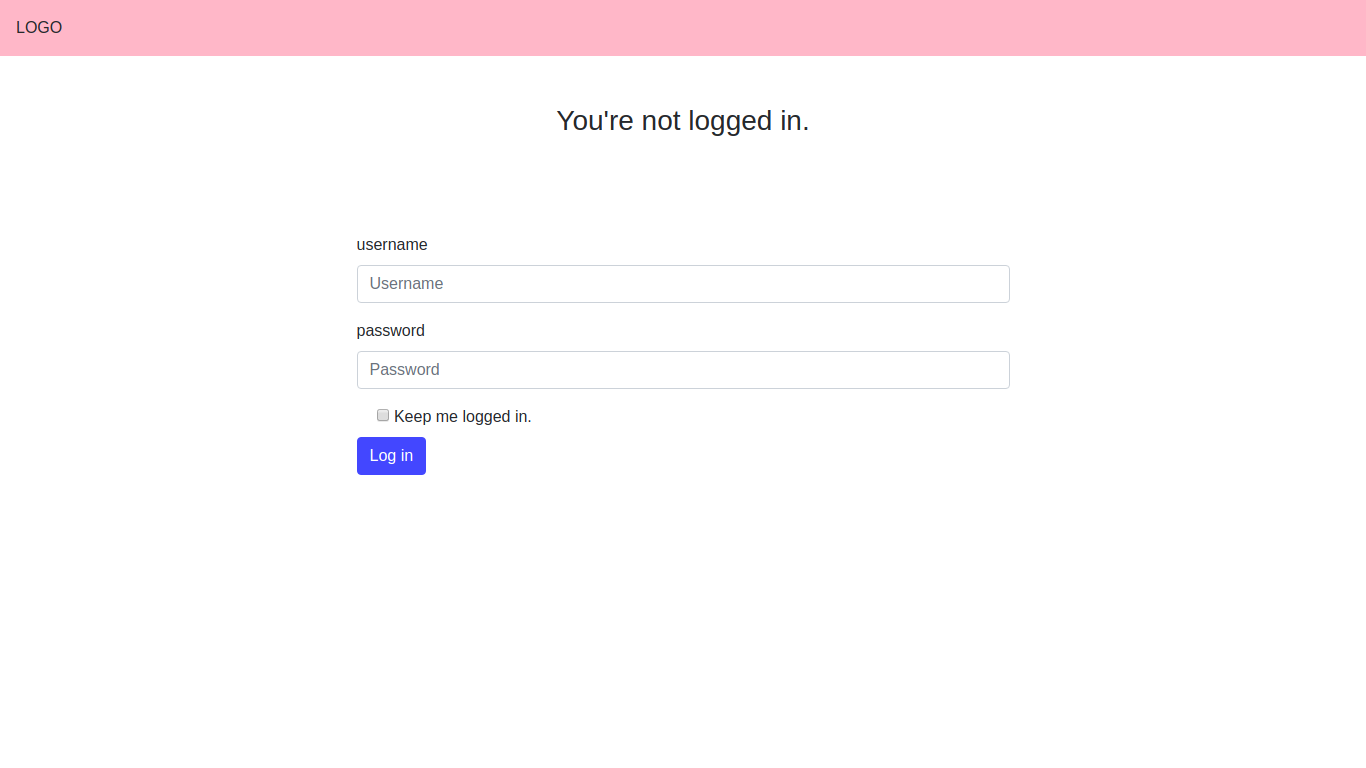 LOGO
You're not logged in.
username
Username
password
Password
Keep me logged in.
Log in